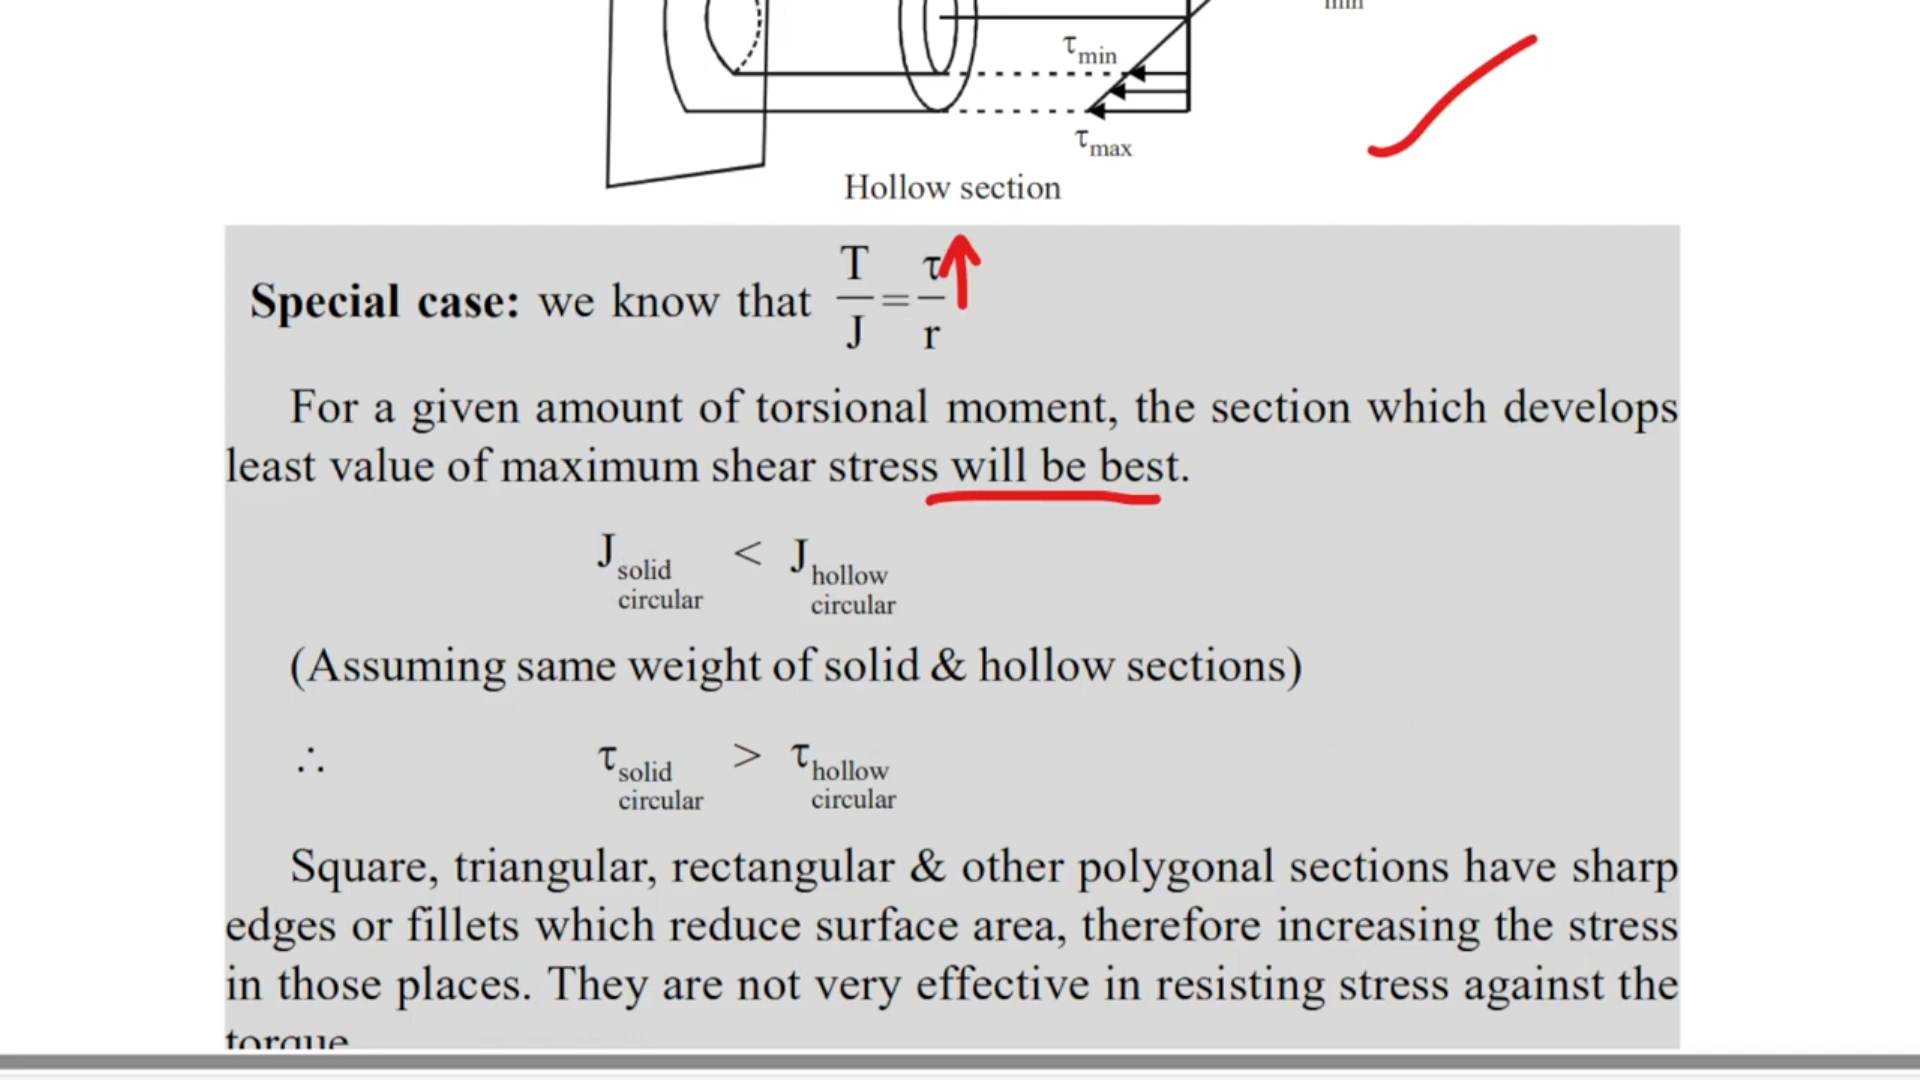 min
τmin
τmax
Hollow section
Special case: we know that T/J = τ/r
For a given amount of torsional moment, the section which develops
least value of maximum shear stress will be best.
J solid circular < J hollow circular
(Assuming same weight of solid & hollow sections)
∴ τ solid circular > τ hollow circular
Square, triangular, rectangular & other polygonal sections have sharp
edges or fillets which reduce surface area, therefore increasing the stress
in those places. They are not very effective in resisting stress against the
torque